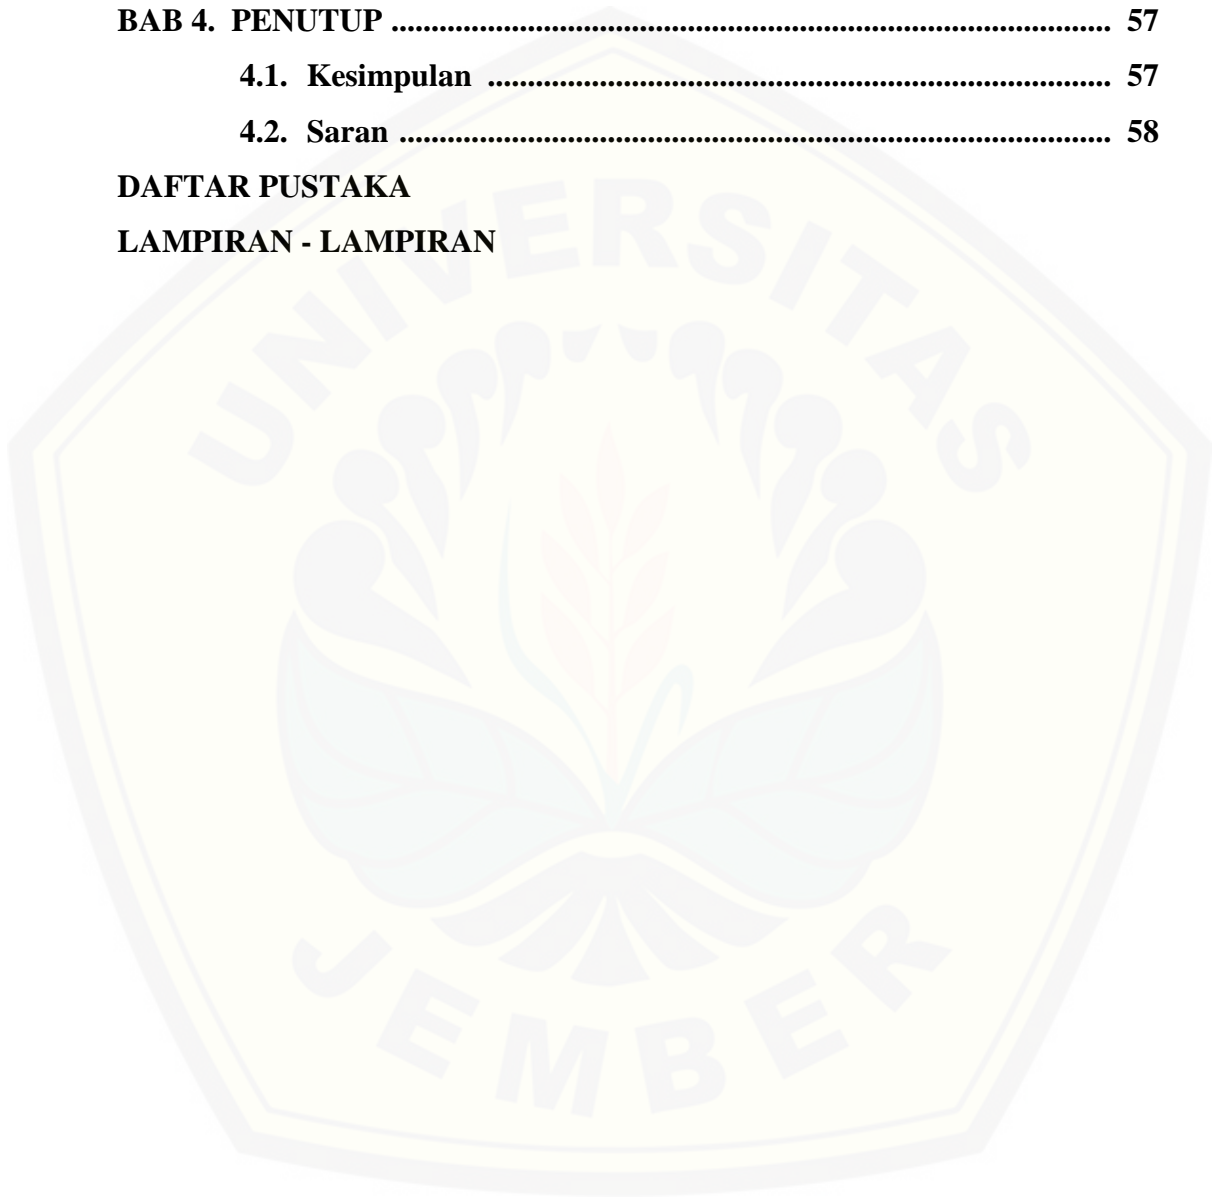 BAB 4. PENUTUP ........................................................................................... 57
4.1. Kesimpulan ............................................................................... 57
4.2. Saran .......................................................................................... 58
DAFTAR PUSTAKA
LAMPIRAN - LAMPIRAN
UNIVERSITAS
JEMBER